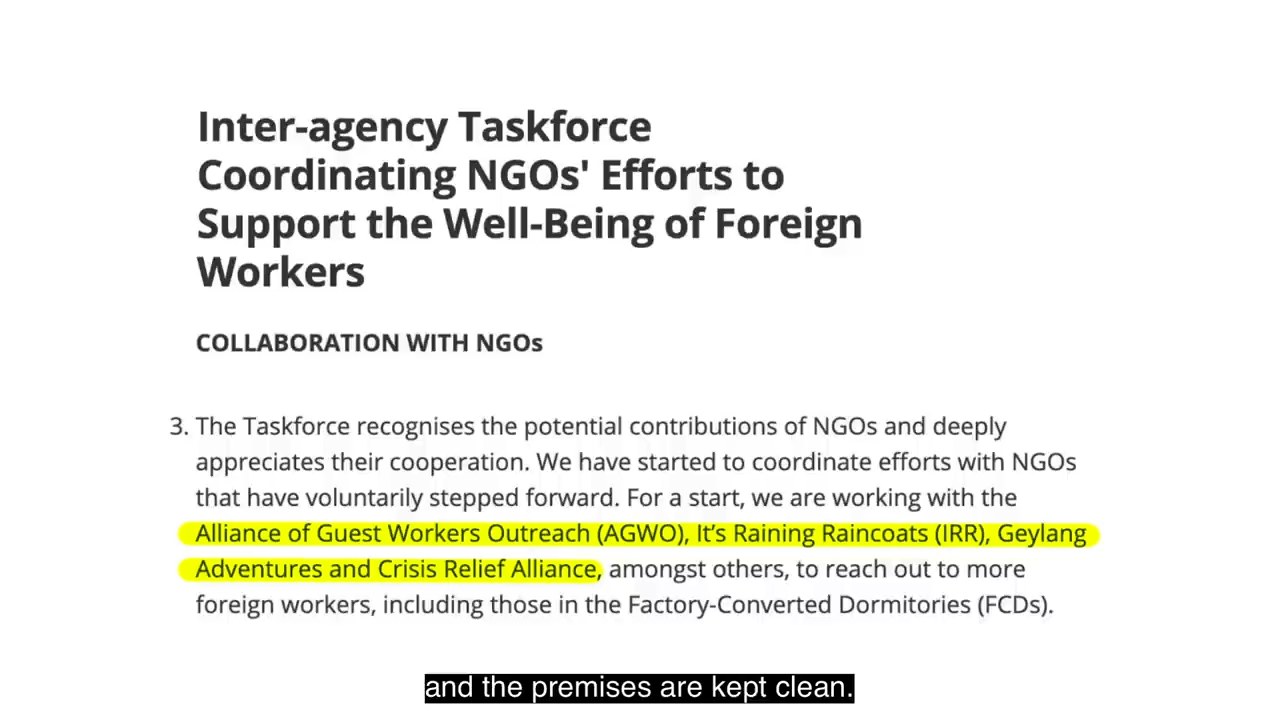 Inter-agency Taskforce
Coordinating NGOs' Efforts to
Support the Well-Being of Foreign
Workers
COLLABORATION WITH NGOs
3. The Taskforce recognises the potential contributions of NGOs and deeply
appreciates their cooperation. We have started to coordinate efforts with NGOs
that have voluntarily stepped forward. For a start, we are working with the
Alliance of Guest Workers Outreach (AGWO), It’s Raining Raincoats (IRR), Geylang
Adventures and Crisis Relief Alliance, amongst others, to reach out to more
foreign workers, including those in the Factory-Converted Dormitories (FCDs).
and the premises are kept clean.